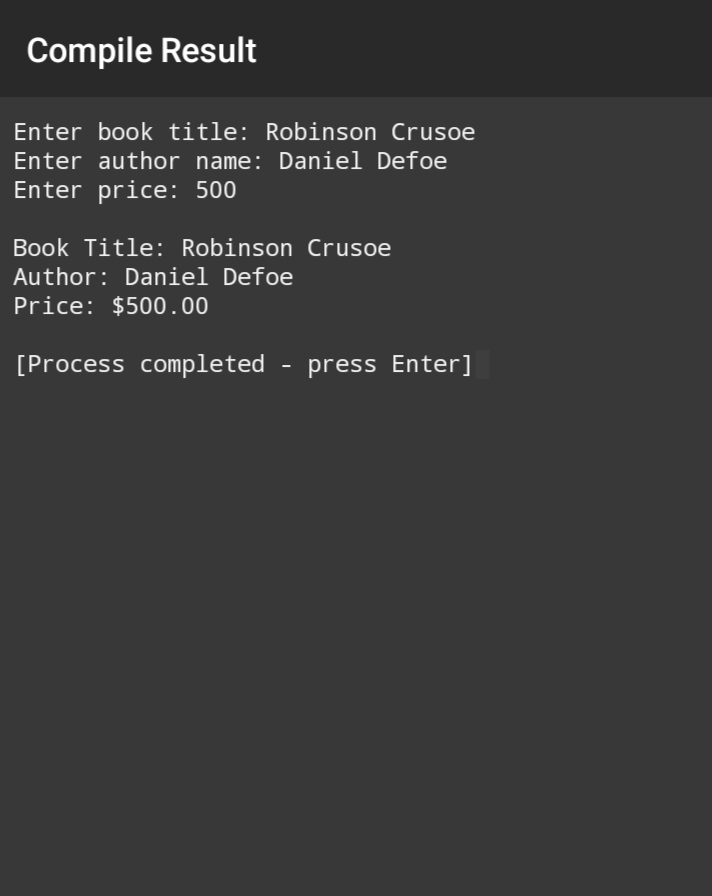 Compile Result
Enter book title: Robinson Crusoe
Enter author name: Daniel Defoe
Enter price: 500
Book Title: Robinson Crusoe
Author: Daniel Defoe
Price: $500.00
[Process completed - press Enter]